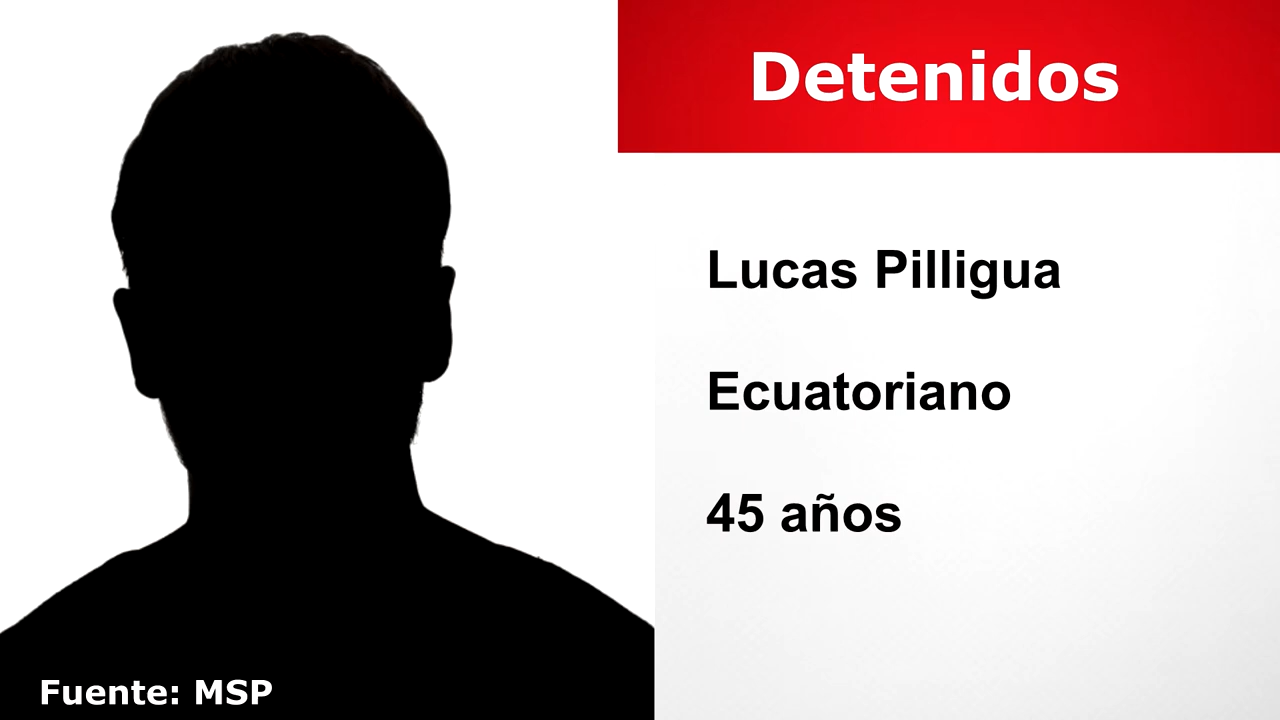 Detenidos
Lucas Pilligua
Ecuatoriano
45 años
Fuente: MSP